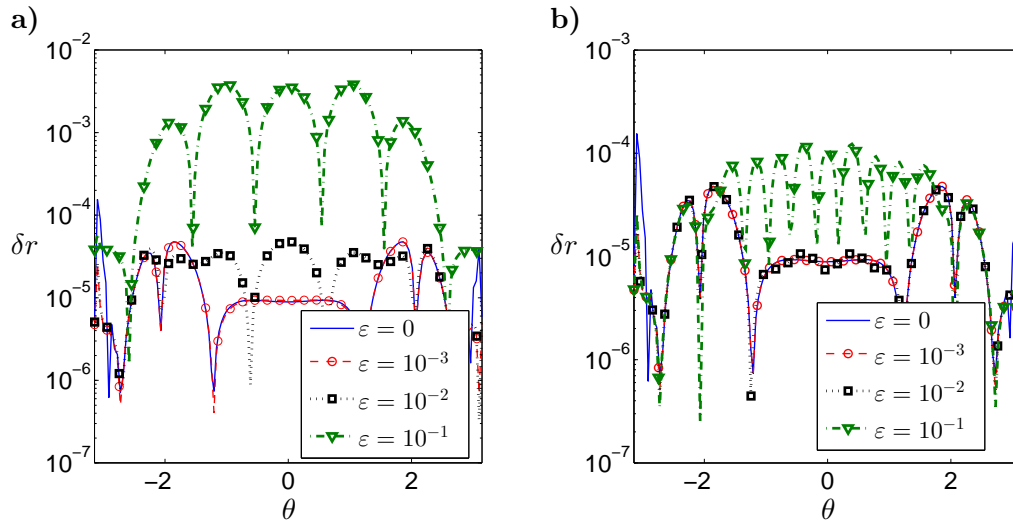 a)
10⁻²
10⁻³
10⁻⁴
10⁻⁵
10⁻⁶
10⁻⁷
δr
−2
0
2
θ
ε = 0
ε = 10⁻³
ε = 10⁻²
ε = 10⁻¹
b)
10⁻³
10⁻⁴
10⁻⁵
10⁻⁶
10⁻⁷
δr
−2
0
2
θ
ε = 0
ε = 10⁻³
ε = 10⁻²
ε = 10⁻¹